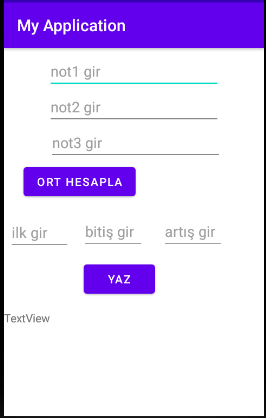 My Application
not1 gir
not2 gir
not3 gir
ORT HESAPLA
ilk gir bitiş gir artış gir
YAZ
TextView